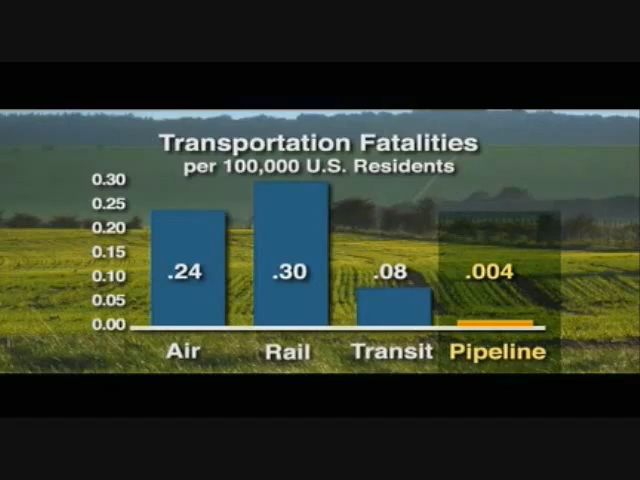 Transportation Fatalities
per 100,000 U.S. Residents
0.30
0.25
0.20
0.15
0.10
0.05
0.00
.24
.30
.08
.004
Air
Rail
Transit
Pipeline